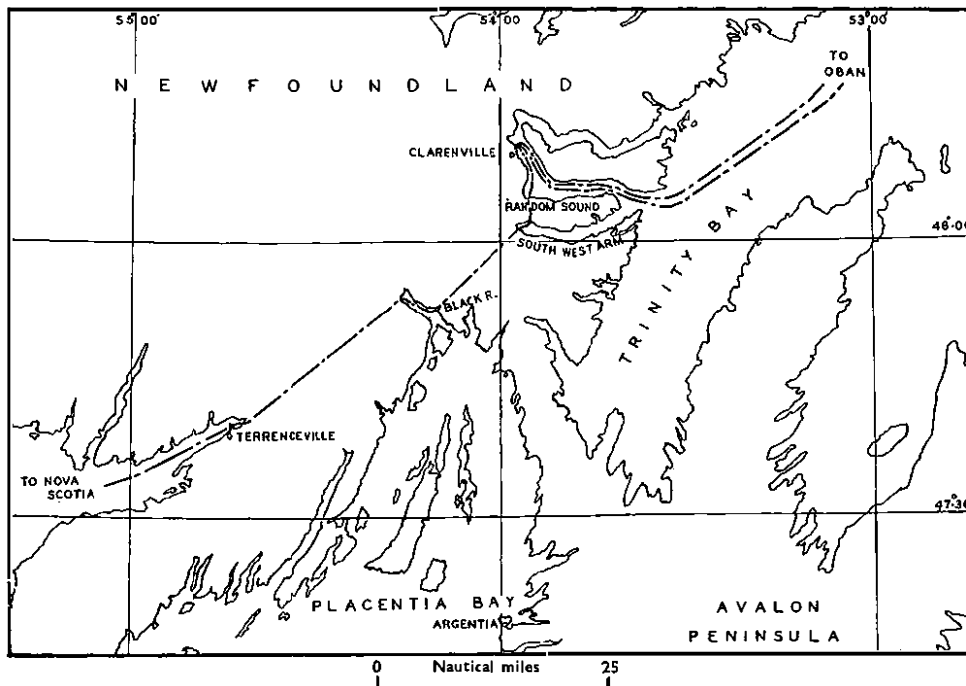 55°00'
54°00'
53°00'
TO
OBAN
NEWFOUNDLAND
CLARENVILLE
RANDOM SOUND
SOUTH WEST ARM
46°00
TRINITY BAY
BLACK R.
TERRENCEVILLE
TO NOVA
SCOTIA
47°30
PLACENTIA BAY
ARGENTIA
AVALON
PENINSULA
0 Nautical miles 25